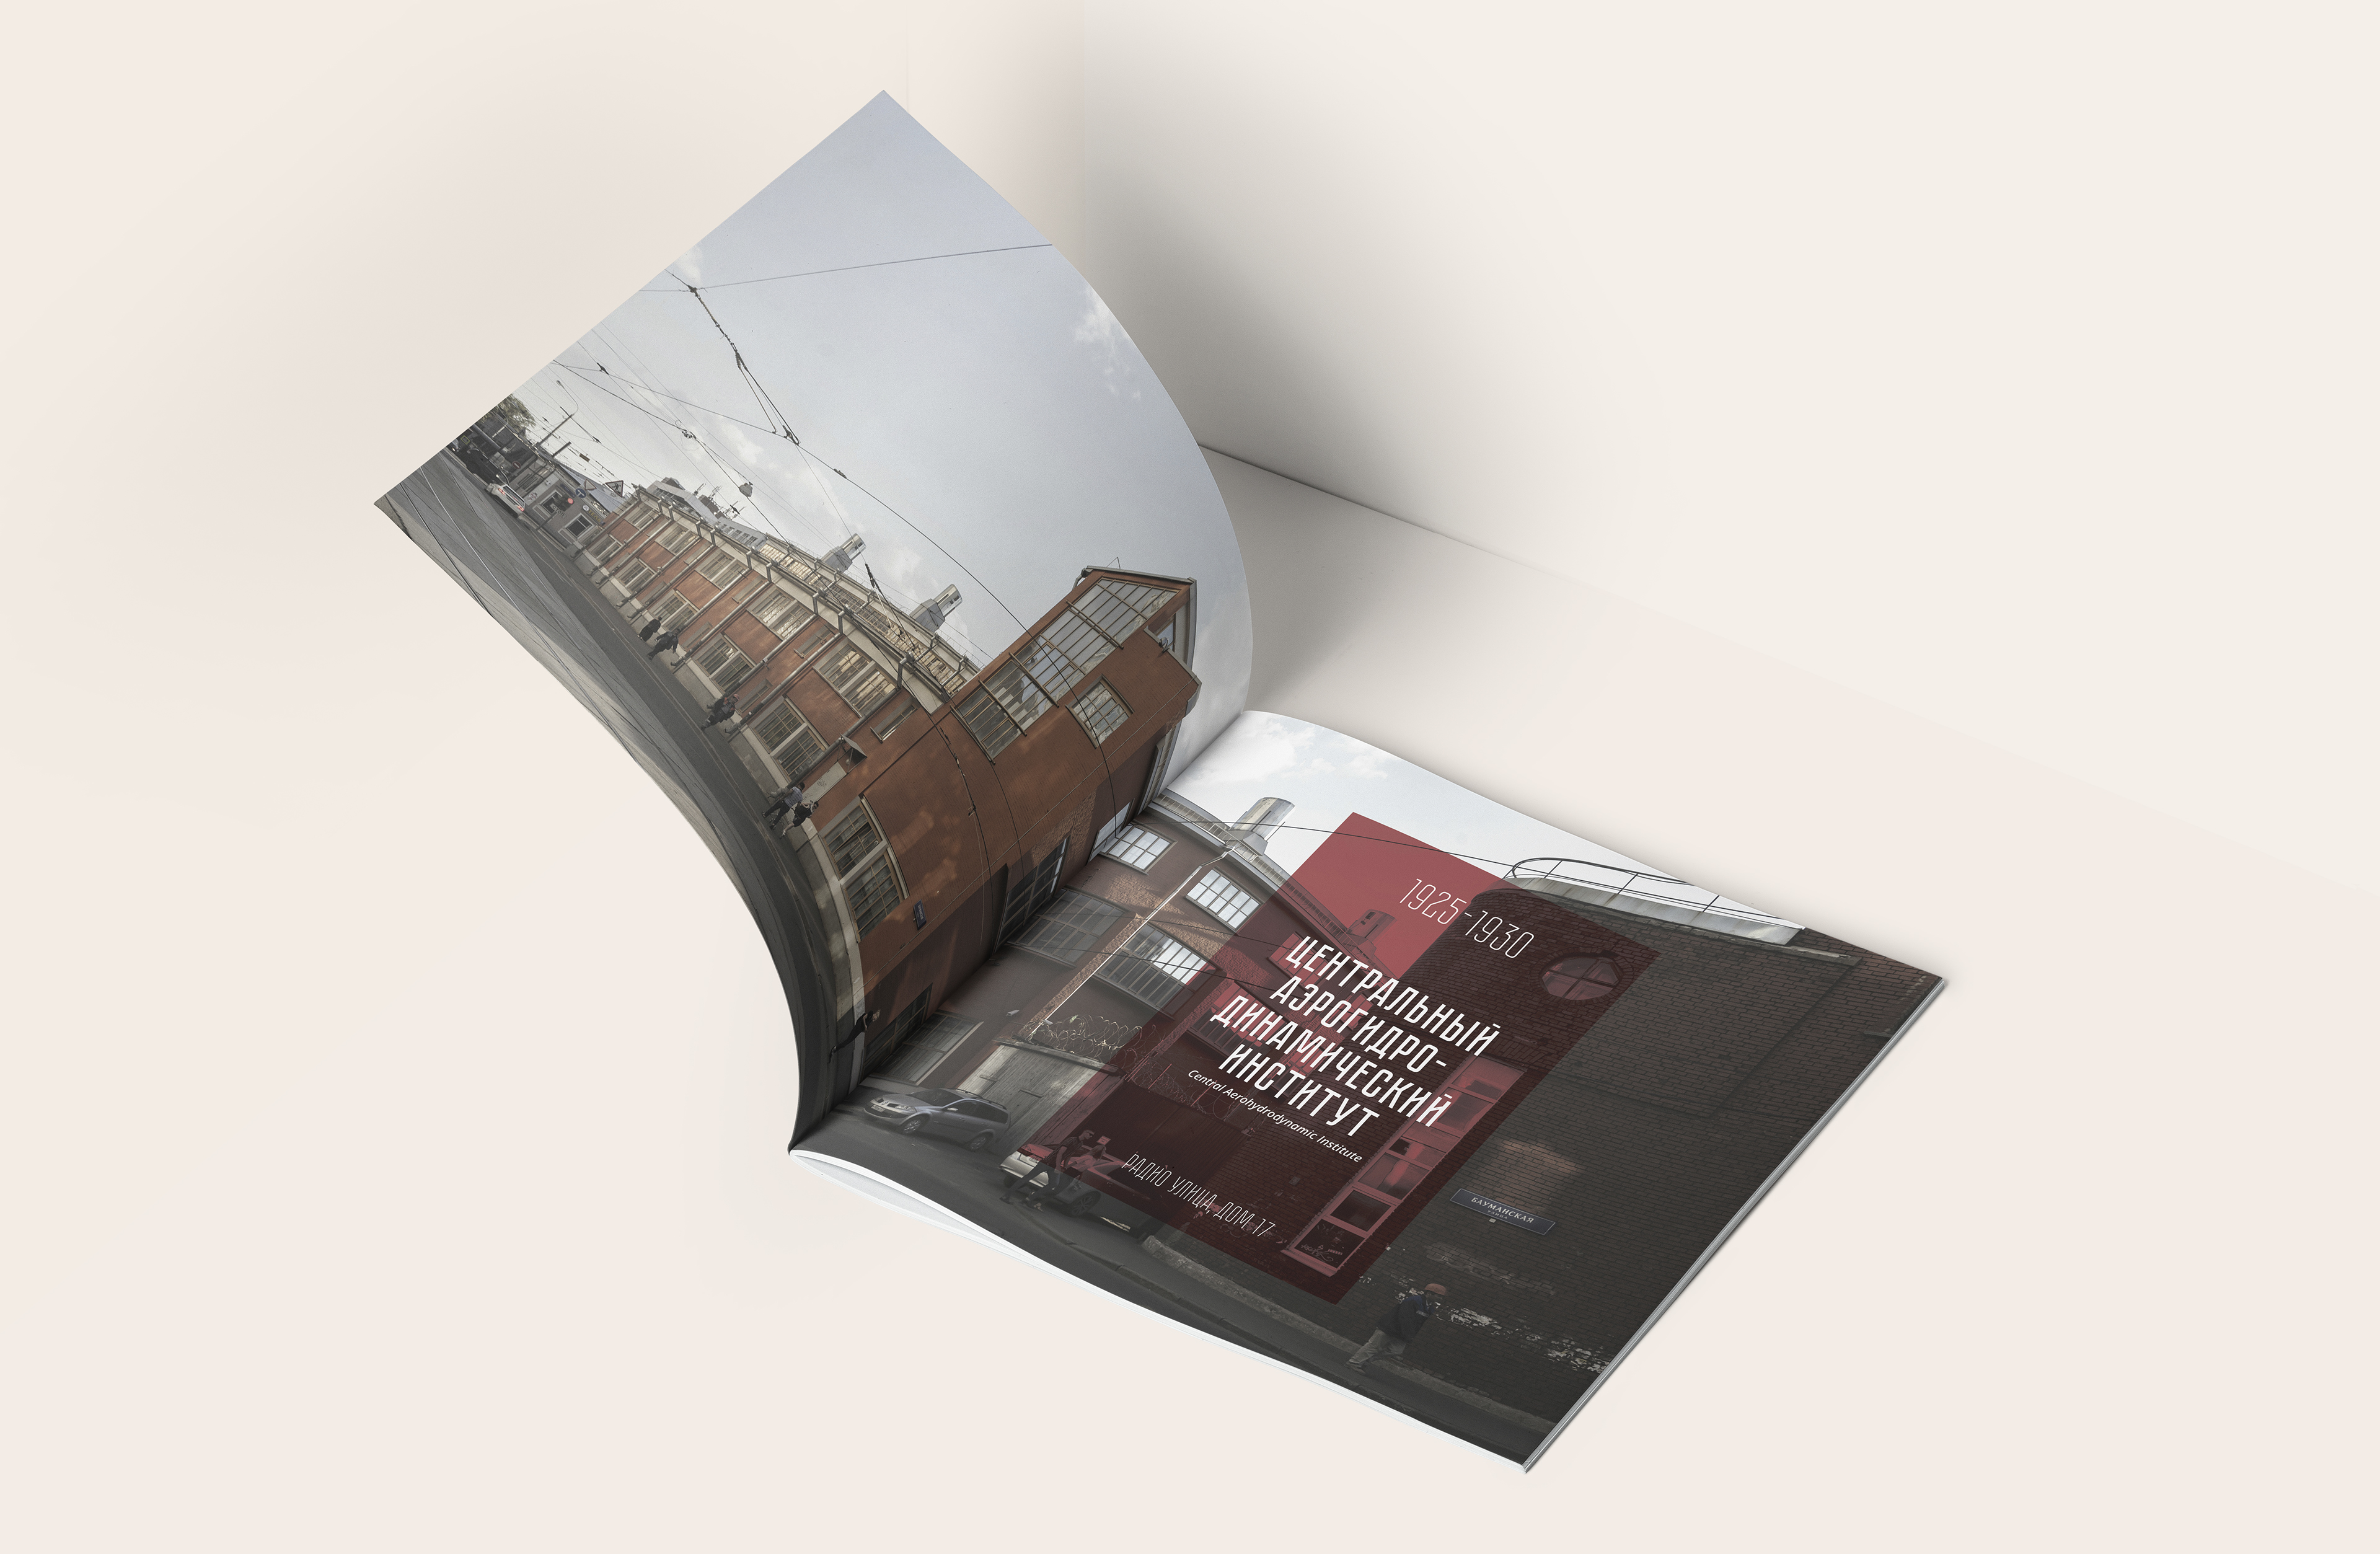 1925-1930
ЦЕНТРАЛЬНЫЙ
АЭРОГИДРО-
ДИНАМИЧЕСКИЙ
ИНСТИТУТ
Central Aerohydrodynamic Institute
РАДИО УЛИЦА, ДОМ 17
БАУМАНСКАЯ